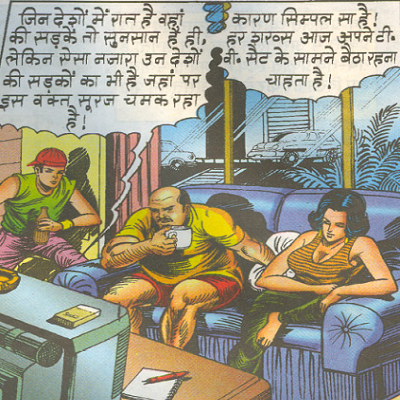 जिन देशों में रात है वहां
की सड़कें तो सुनसान हैं ही,
लेकिन ऐसा नजारा उन देशों
की सड़कों का भी है जहां पर
इस वक्त सूरज चमक रहा
है!
कारण सिम्पल सा है!
हर शख्स आज अपने टी.
वी. सैट के सामने बैठा रहना
चाहता है!